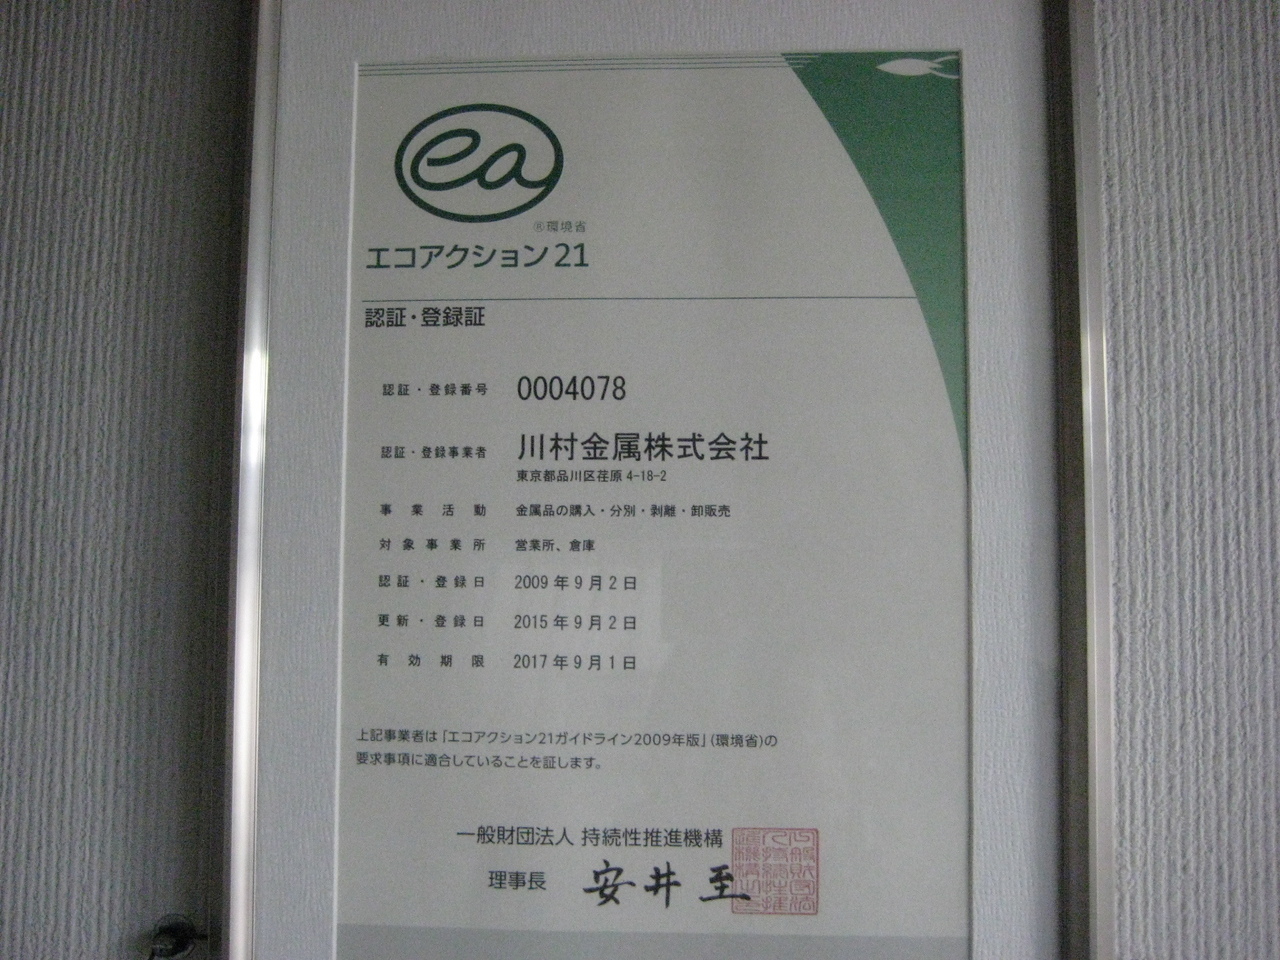 ea
®環境省
エコアクション21
認証・登録証
認証・登録番号 0004078
認証・登録事業者 川村金属株式会社
東京都品川区荏原 4-18-2
事業活動 金属品の購入・分別・剥離・卸販売
対象事業所 営業所、倉庫
認証・登録日 2009年9月2日
更新・登録日 2015年9月2日
有効期限 2017年9月1日
上記事業者は「エコアクション21ガイドライン2009年版」(環境省)の
要求事項に適合していることを証します。
一般財団法人 持続性推進機構
理事長 安井 至